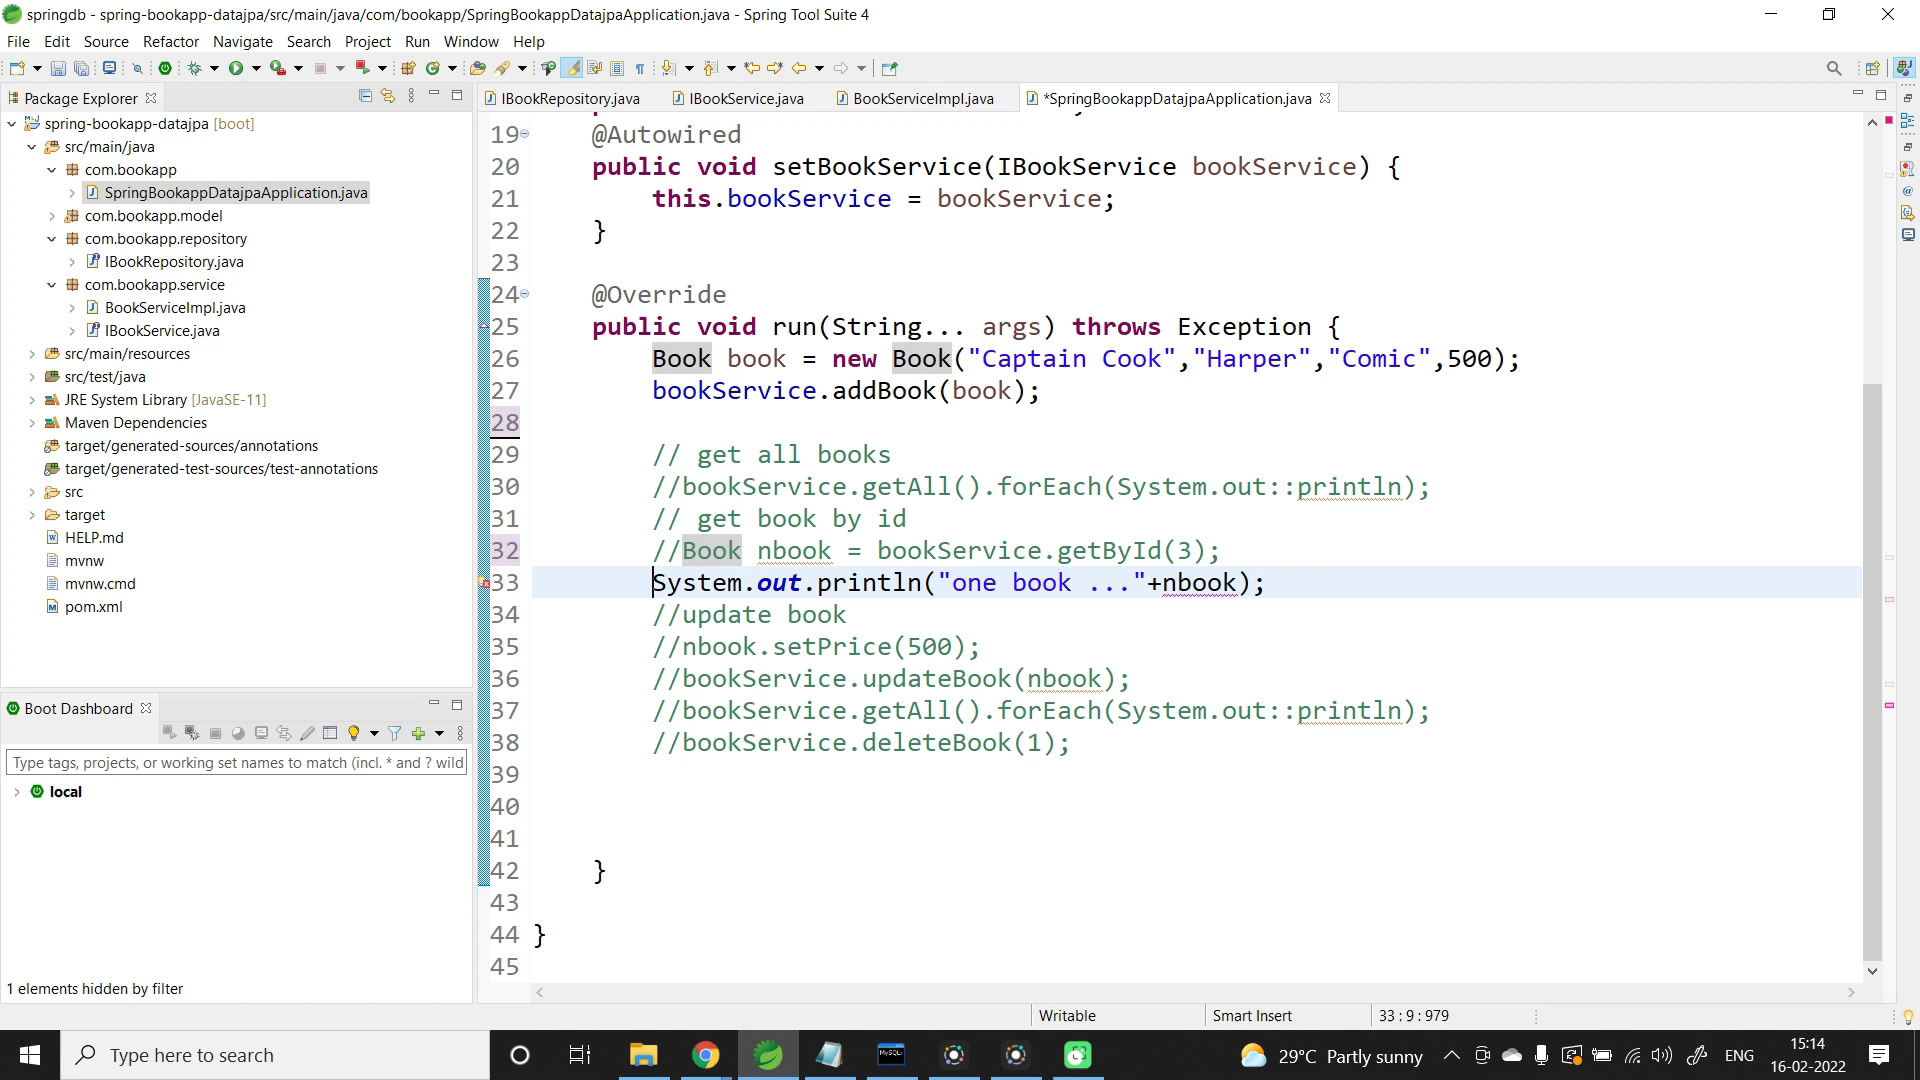 springdb - spring-bookapp-datajpa/src/main/java/com/bookapp/SpringBookappDatajpaApplication.java - Spring Tool Suite 4
File Edit Source Refactor Navigate Search Project Run Window Help
Package Explorer
IBookRepository.java
IBookService.java
BookServiceImpl.java
*SpringBookappDatajpaApplication.java
spring-bookapp-datajpa [boot]
src/main/java
com.bookapp
SpringBookappDatajpaApplication.java
com.bookapp.model
com.bookapp.repository
IBookRepository.java
com.bookapp.service
BookServiceImpl.java
IBookService.java
src/main/resources
src/test/java
JRE System Library [JavaSE-11]
Maven Dependencies
target/generated-sources/annotations
target/generated-test-sources/test-annotations
src
target
HELP.md
mvnw
mvnw.cmd
pom.xml
Boot Dashboard
Type tags, projects, or working set names to match (incl. * and ? wild
local
1 elements hidden by filter
19 @Autowired
20 public void setBookService(IBookService bookService) {
21 this.bookService = bookService;
22 }
23
24 @Override
25 public void run(String... args) throws Exception {
26 Book book = new Book("Captain Cook","Harper","Comic",500);
27 bookService.addBook(book);
28
29 // get all books
30 //bookService.getAll().forEach(System.out::println);
31 // get book by id
32 //Book nbook = bookService.getById(3);
33 System.out.println("one book ..."+nbook);
34 //update book
35 //nbook.setPrice(500);
36 //bookService.updateBook(nbook);
37 //bookService.getAll().forEach(System.out::println);
38 //bookService.deleteBook(1);
39
40
41
42 }
43
44 }
45
Writable
Smart Insert
33 : 9 : 979
Type here to search
29°C Partly sunny
ENG
15:14
16-02-2022